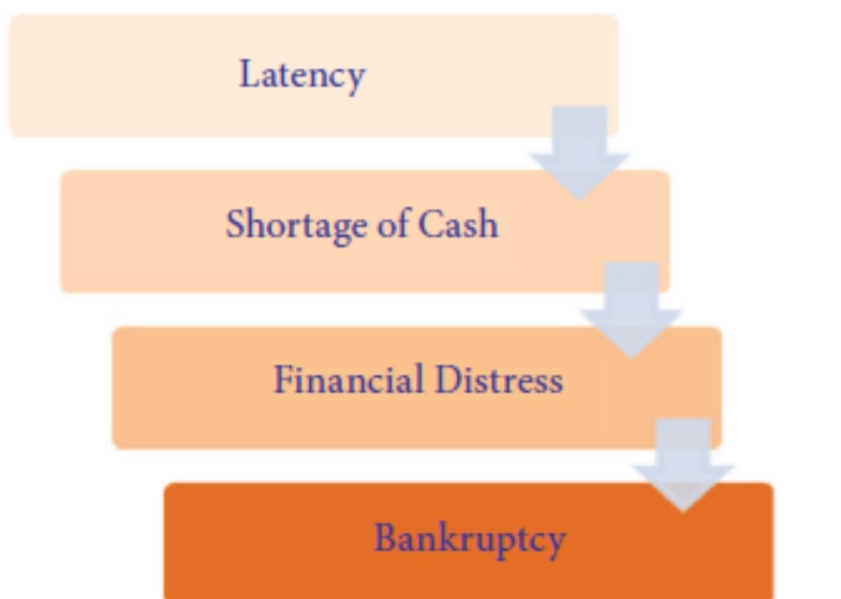 Latency
Shortage of Cash
Financial Distress
Bankruptcy